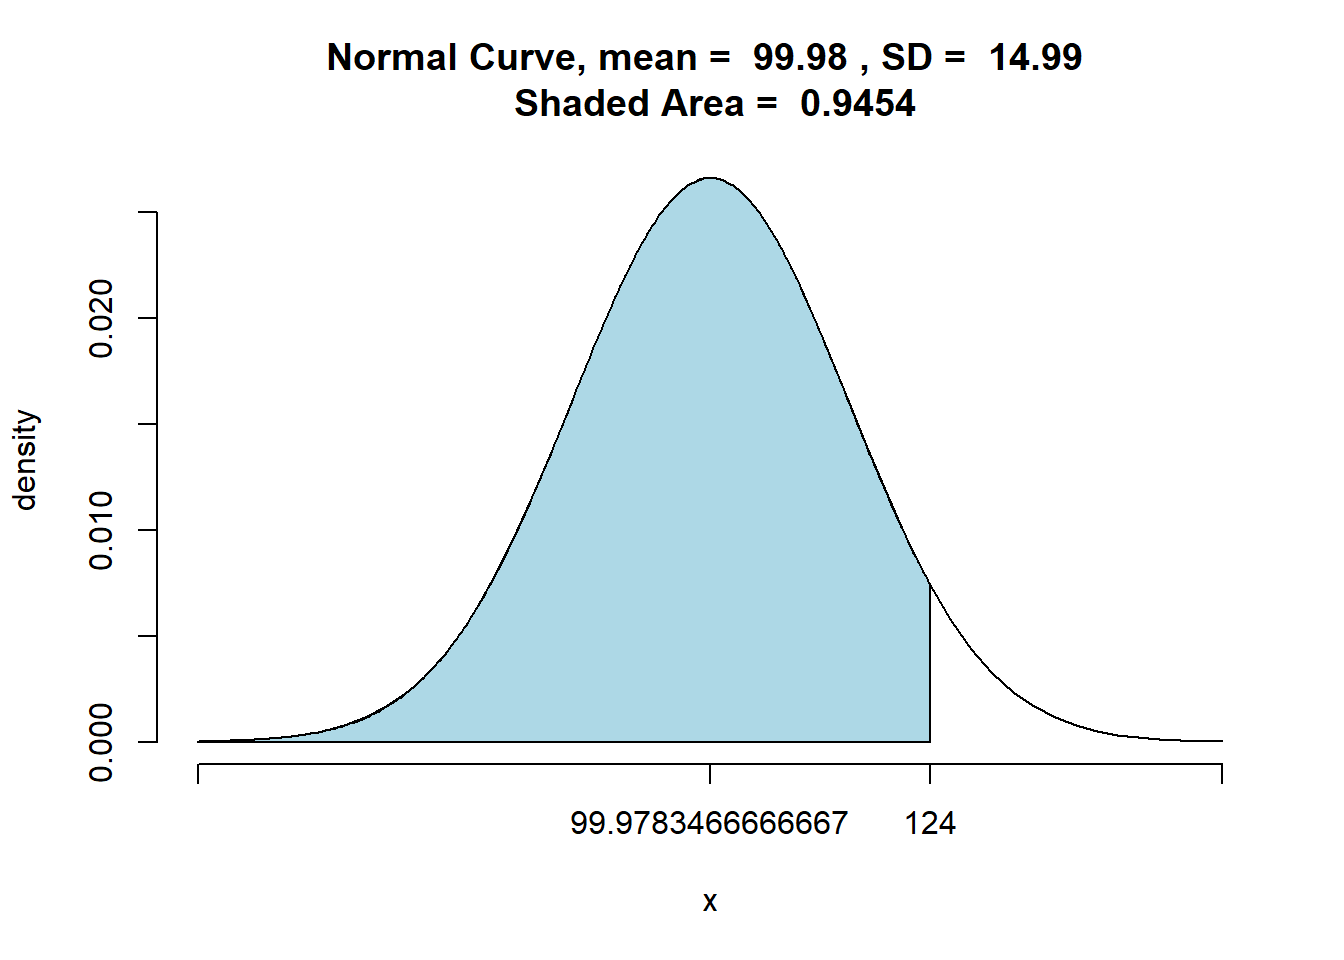 Normal Curve, mean =  99.98 , SD =  14.99
Shaded Area =  0.9454
density
0.020
0.010
0.000
99.9783466666667
124
x